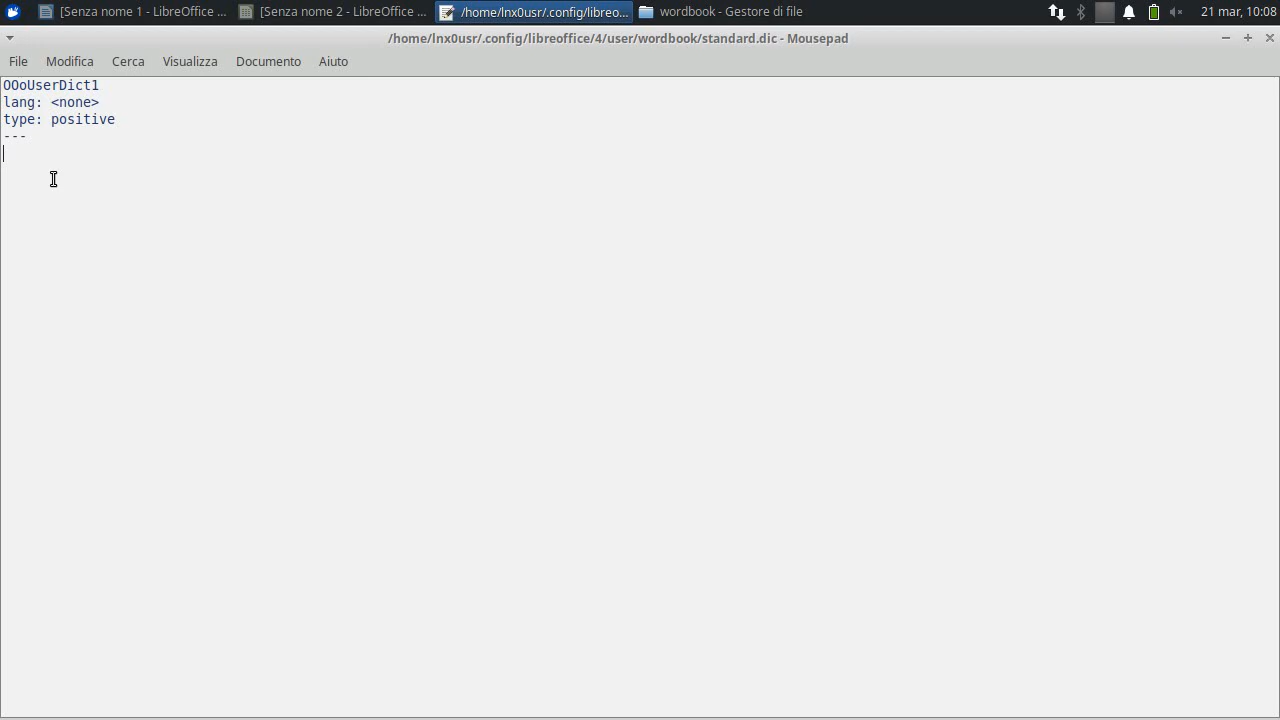 [Senza nome 1 - LibreOffice ...
[Senza nome 2 - LibreOffice ...
/home/lnx0usr/.config/libreo...
wordbook - Gestore di file
21 mar, 10:08
/home/lnx0usr/.config/libreoffice/4/user/wordbook/standard.dic - Mousepad
File Modifica Cerca Visualizza Documento Aiuto
OOoUserDict1
lang: <none>
type: positive
---